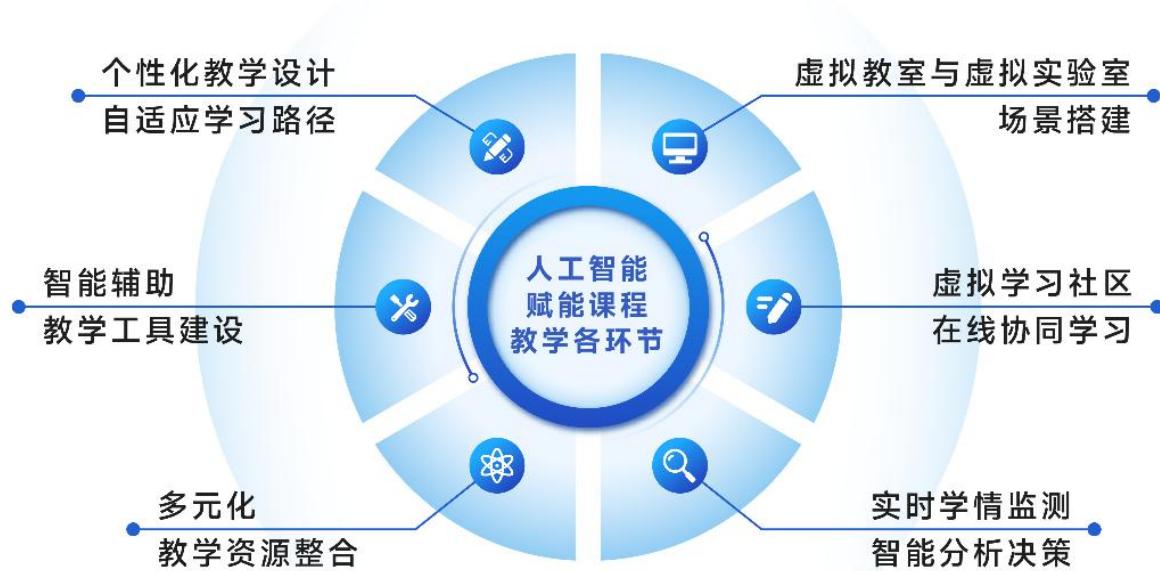 个性化教学设计
自适应学习路径
虚拟教室与虚拟实验室
场景搭建
智能辅助
教学工具建设
人工智能
赋能课程
教学各环节
虚拟学习社区
在线协同学习
多元化
教学资源整合
实时学情监测
智能分析决策